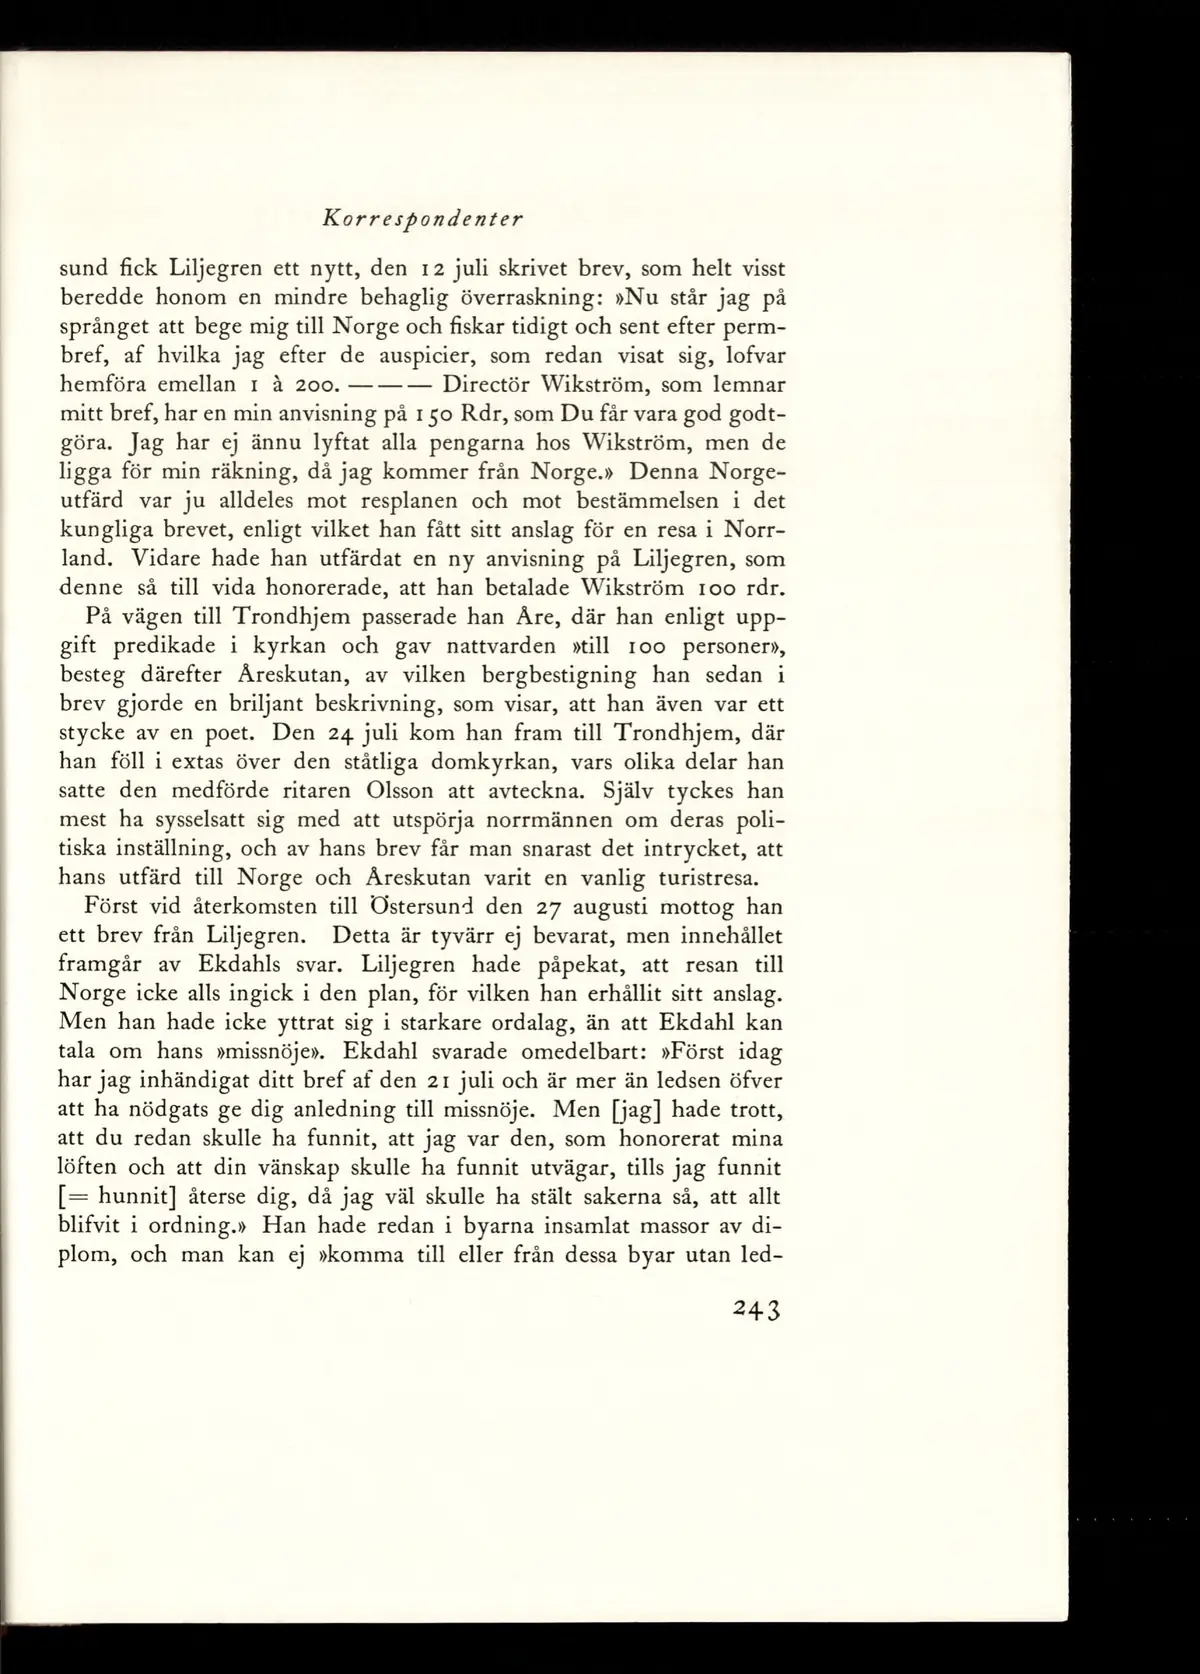 Korrespondenter
sund fick Liljegren ett nytt, den 12 juli skrivet brev, som helt visst
beredde honom en mindre behaglig överraskning: »Nu står jag på
språnget att bege mig till Norge och fiskar tidigt och sent efter perm-
bref, af hvilka jag efter de auspicier, som redan visat sig, lofvar
hemföra emellan 1 à 200. — — — Directör Wikström, som lemnar
mitt bref, har en min anvisning på 150 Rdr, som Du får vara god godt-
göra. Jag har ej ännu lyftat alla pengarna hos Wikström, men de
ligga för min räkning, då jag kommer från Norge.» Denna Norge-
utfärd var ju alldeles mot resplanen och mot bestämmelsen i det
kungliga brevet, enligt vilket han fått sitt anslag för en resa i Norr-
land. Vidare hade han utfärdat en ny anvisning på Liljegren, som
denne så till vida honorerade, att han betalade Wikström 100 rdr.
På vägen till Trondhjem passerade han Åre, där han enligt upp-
gift predikade i kyrkan och gav nattvarden »till 100 personer»,
besteg därefter Åreskutan, av vilken bergbestigning han sedan i
brev gjorde en briljant beskrivning, som visar, att han även var ett
stycke av en poet. Den 24 juli kom han fram till Trondhjem, där
han föll i extas över den ståtliga domkyrkan, vars olika delar han
satte den medförde ritaren Olsson att avteckna. Själv tyckes han
mest ha sysselsatt sig med att utspörja norrmännen om deras poli-
tiska inställning, och av hans brev får man snarast det intrycket, att
hans utfärd till Norge och Åreskutan varit en vanlig turistresa.
Först vid återkomsten till Östersund den 27 augusti mottog han
ett brev från Liljegren. Detta är tyvärr ej bevarat, men innehållet
framgår av Ekdahls svar. Liljegren hade påpekat, att resan till
Norge icke alls ingick i den plan, för vilken han erhållit sitt anslag.
Men han hade icke yttrat sig i starkare ordalag, än att Ekdahl kan
tala om hans »missnöje». Ekdahl svarade omedelbart: »Först idag
har jag inhändigat ditt bref af den 21 juli och är mer än ledsen öfver
att ha nödgats ge dig anledning till missnöje. Men [jag] hade trott,
att du redan skulle ha funnit, att jag var den, som honorerat mina
löften och att din vänskap skulle ha funnit utvägar, tills jag funnit
[= hunnit] återse dig, då jag väl skulle ha stält sakerna så, att allt
blifvit i ordning.» Han hade redan i byarna insamlat massor av di-
plom, och man kan ej »komma till eller från dessa byar utan led-
243